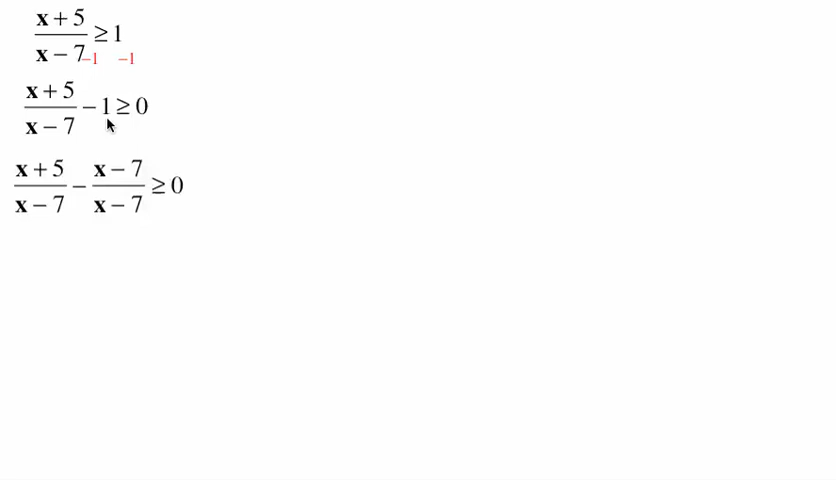 x + 5 / x − 7 ≥ 1
−1 −1
x + 5 / x − 7 − 1 ≥ 0
x + 5 / x − 7 − x − 7 / x − 7 ≥ 0